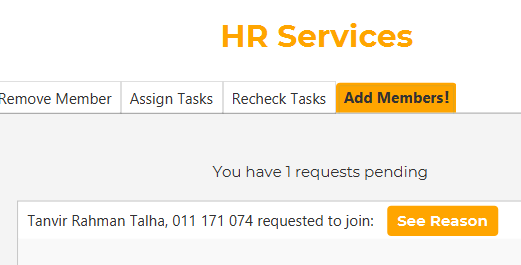 HR Services
Remove Member Assign Tasks Recheck Tasks Add Members!
You have 1 requests pending
Tanvir Rahman Talha, 011 171 074 requested to join: See Reason